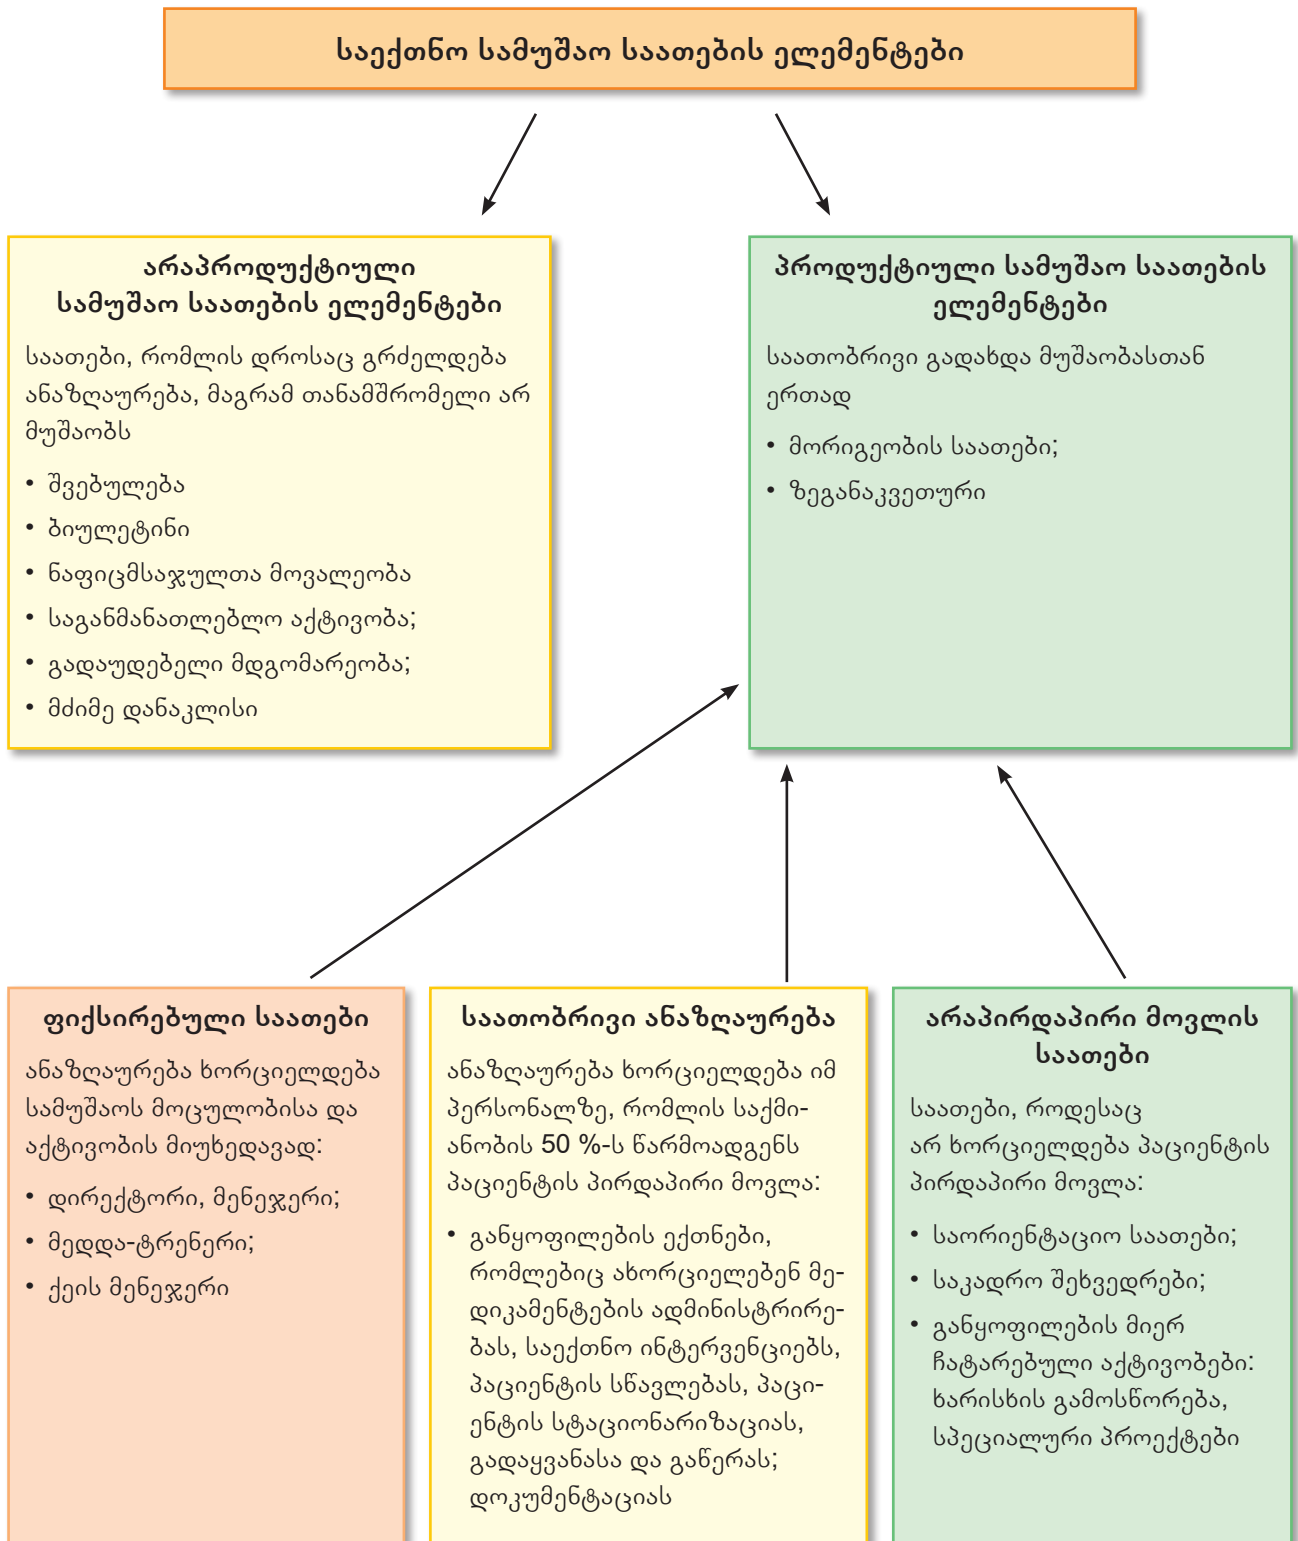 საექთნო სამუშაო საათების ელემენტები
არაპროდუქტიული
სამუშაო საათების ელემენტები
საათები, რომლის დროსაც გრძელდება
ანაზღაურება, მაგრამ თანამშრომელი არ
მუშაობს
• შვებულება
• ბიულეტინი
• ნაფიცმსაჯულთა მოვალეობა
• საგანმანათლებლო აქტივობა;
• გადაუდებელი მდგომარეობა;
• მძიმე დანაკლისი
პროდუქტიული სამუშაო საათების
ელემენტები
საათობრივი გადახდა მუშაობასთან
ერთად
• მორიგეობის საათები;
• ზეგანაკვეთური
ფიქსირებული საათები
ანაზღაურება ხორციელდება
სამუშაოს მოცულობისა და
აქტივობის მიუხედავად:
• დირექტორი, მენეჯერი;
• მედდა-ტრენერი;
• ქეის მენეჯერი
საათობრივი ანაზღაურება
ანაზღაურება ხორციელდება იმ
პერსონალზე, რომლის საქმი-
ანობის 50 %-ს წარმოადგენს
პაციენტის პირდაპირი მოვლა:
• განყოფილების ექთნები,
რომლებიც ახორციელებენ მე-
დიკამენტების ადმინისტრირე-
ბას, საექთნო ინტერვენციებს,
პაციენტის სწავლებას, პაცი-
ენტის სტაციონარიზაციას,
გადაყვანასა და გაწერას;
დოკუმენტაციას
არაპირდაპირი მოვლის
საათები
საათები, როდესაც
არ ხორციელდება პაციენტის
პირდაპირი მოვლა:
• საორიენტაციო საათები;
• საკადრო შეხვედრები;
• განყოფილების მიერ
ჩატარებული აქტივობები:
ხარისხის გამოსწორება,
სპეციალური პროექტები